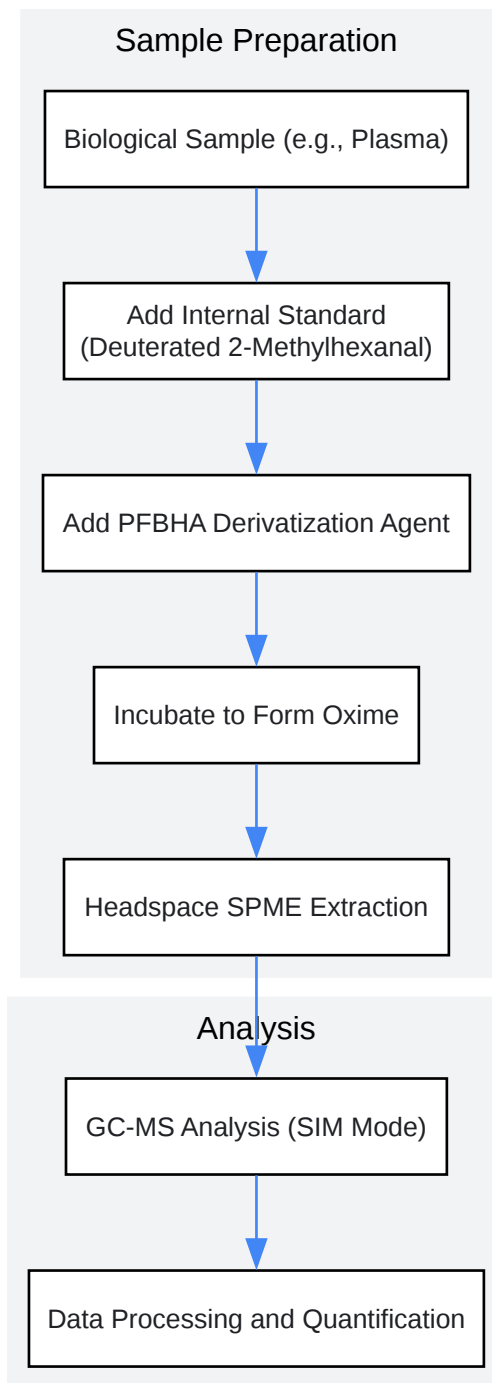 Sample Preparation
Biological Sample (e.g., Plasma)
Add Internal Standard
(Deuterated 2-Methylhexanal)
Add PFBHA Derivatization Agent
Incubate to Form Oxime
Headspace SPME Extraction
Analysis
GC-MS Analysis (SIM Mode)
Data Processing and Quantification